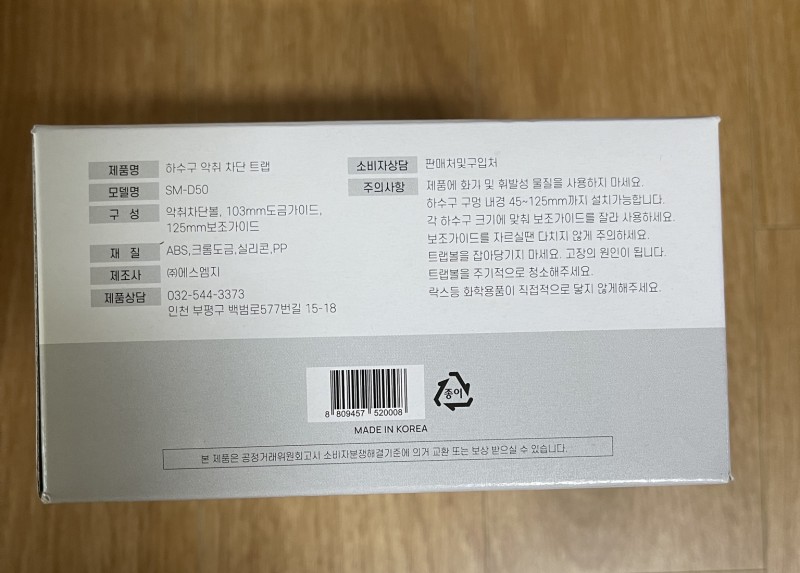 제품명 하수구 악취 차단 트랩
모델명 SM-D50
구 성 악취차단볼, 103mm도금가이드,
125mm보조가이드
재 질 ABS,크롬도금,실리콘,PP
제조사 ㈜에스엠지
제품상담 032-544-3373
인천 부평구 백범로577번길 15-18
소비자상담 판매처및구입처
주의사항 제품에 화기 및 휘발성 물질을 사용하지 마세요.
하수구 구멍 내경 45~125mm까지 설치가능합니다.
각 하수구 크기에 맞춰 보조가이드를 잘라 사용하세요.
보조가이드를 자르실땐 다치지 않게 주의하세요.
트랩볼을 잡아당기지 마세요. 고장의 원인이 됩니다.
트랩볼을 주기적으로 청소해주세요.
락스등 화학용품이 직접적으로 닿지 않게해주세요.
8 809457 520008
종이
MADE IN KOREA
본 제품은 공정거래위원회고시 소비자분쟁해결기준에 의거 교환 또는 보상 받으실 수 있습니다.